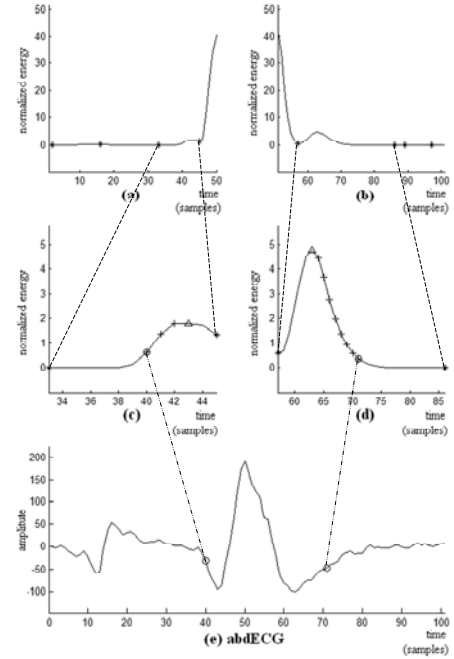 50
40
30
20
10
0
normalized energy
10 20 30 40 50
(a)
time
(samples)
50
40
30
20
10
0
normalized energy
60 70 80 90 100
(b)
time
(samples)
5
4
3
2
1
0
normalized energy
34 36 38 40 42 44
(c)
time
(samples)
5
4
3
2
1
0
normalized energy
60 65 70 75 80 85
(d)
time
(samples)
200
150
100
50
0
-50
-100
amplitute
0 10 20 30 40 50 60 70 80 90 100
time
(samples)
(e) abdECG